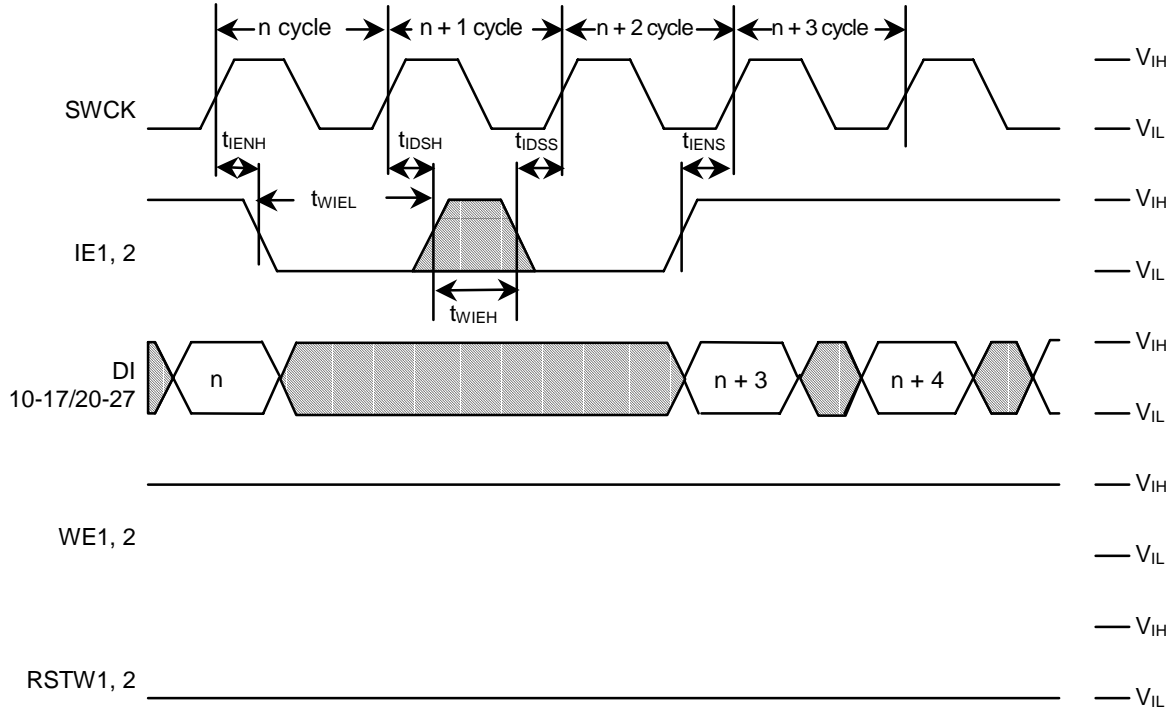 n cycle n + 1 cycle n + 2 cycle n + 3 cycle
VIH
SWCK
VIL
tIENH tIDSH tIDSS tIENS
VIH
tWIEL
IE1, 2
VIL
tWIEH
VIH
DI
10-17/20-27
n n + 3 n + 4
VIL
VIH
WE1, 2
VIL
VIH
RSTW1, 2
VIL